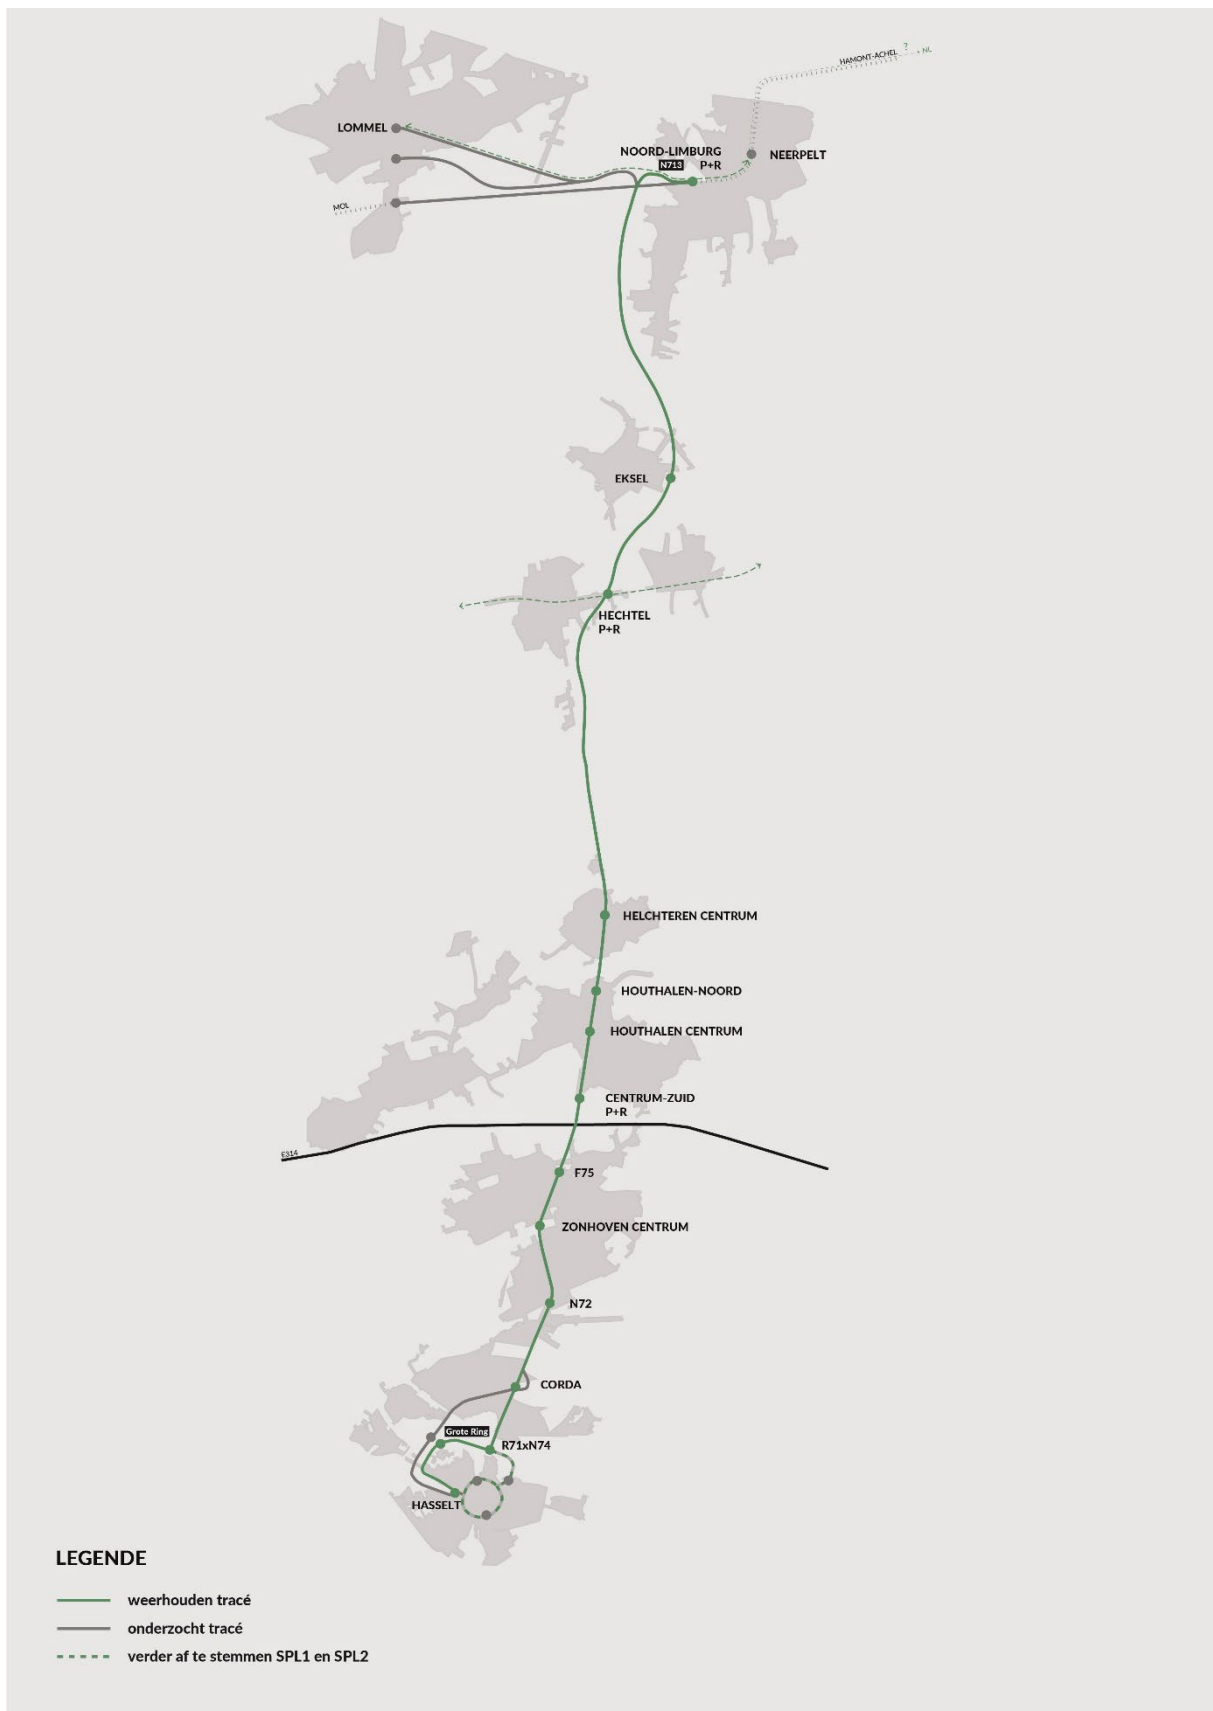 HAMONT-ACHEL ? NL
LOMMEL
NOORD-LIMBURG
N713 P+R
NEERPELT
MOL
EKSEL
HECHTEL
P+R
HELCHTEREN CENTRUM
HOUTHALEN-NOORD
HOUTHALEN CENTRUM
CENTRUM-ZUID
P+R
E314
F75
ZONHOVEN CENTRUM
N72
CORDA
Grote Ring
R71xN74
HASSELT
LEGENDE
weerhouden tracé
onderzocht tracé
verder af te stemmen SPL1 en SPL2